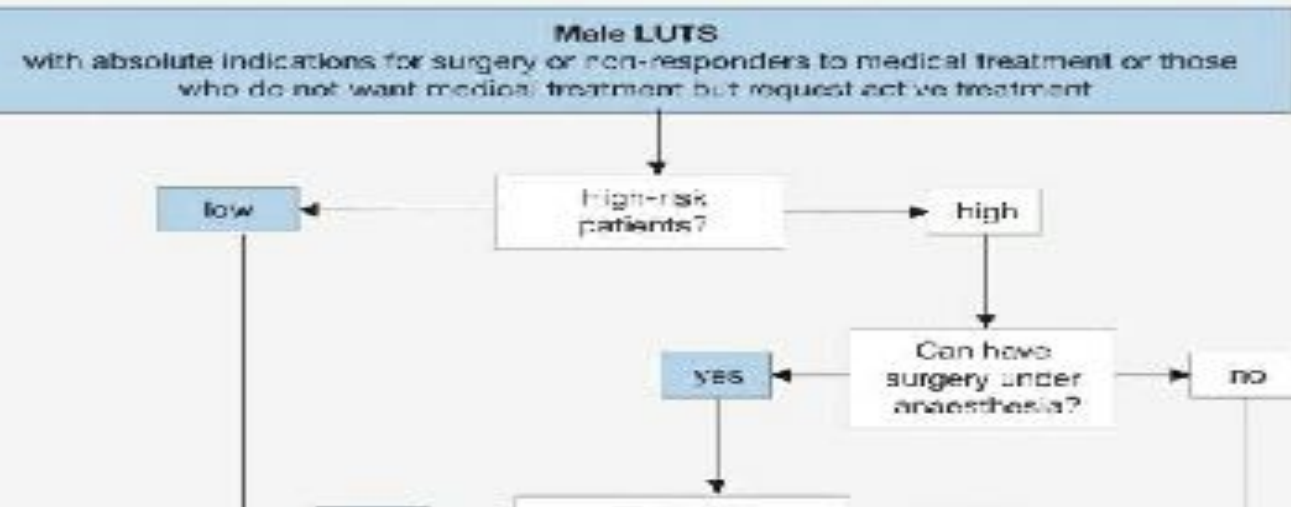 Male LUTS
with absolute indications for surgery or non-responders to medical treatment or those
who do not want medical treatment but request active treatment
low
High-risk
patients?
high
yes
Can have
surgery under
anaesthesia?
no